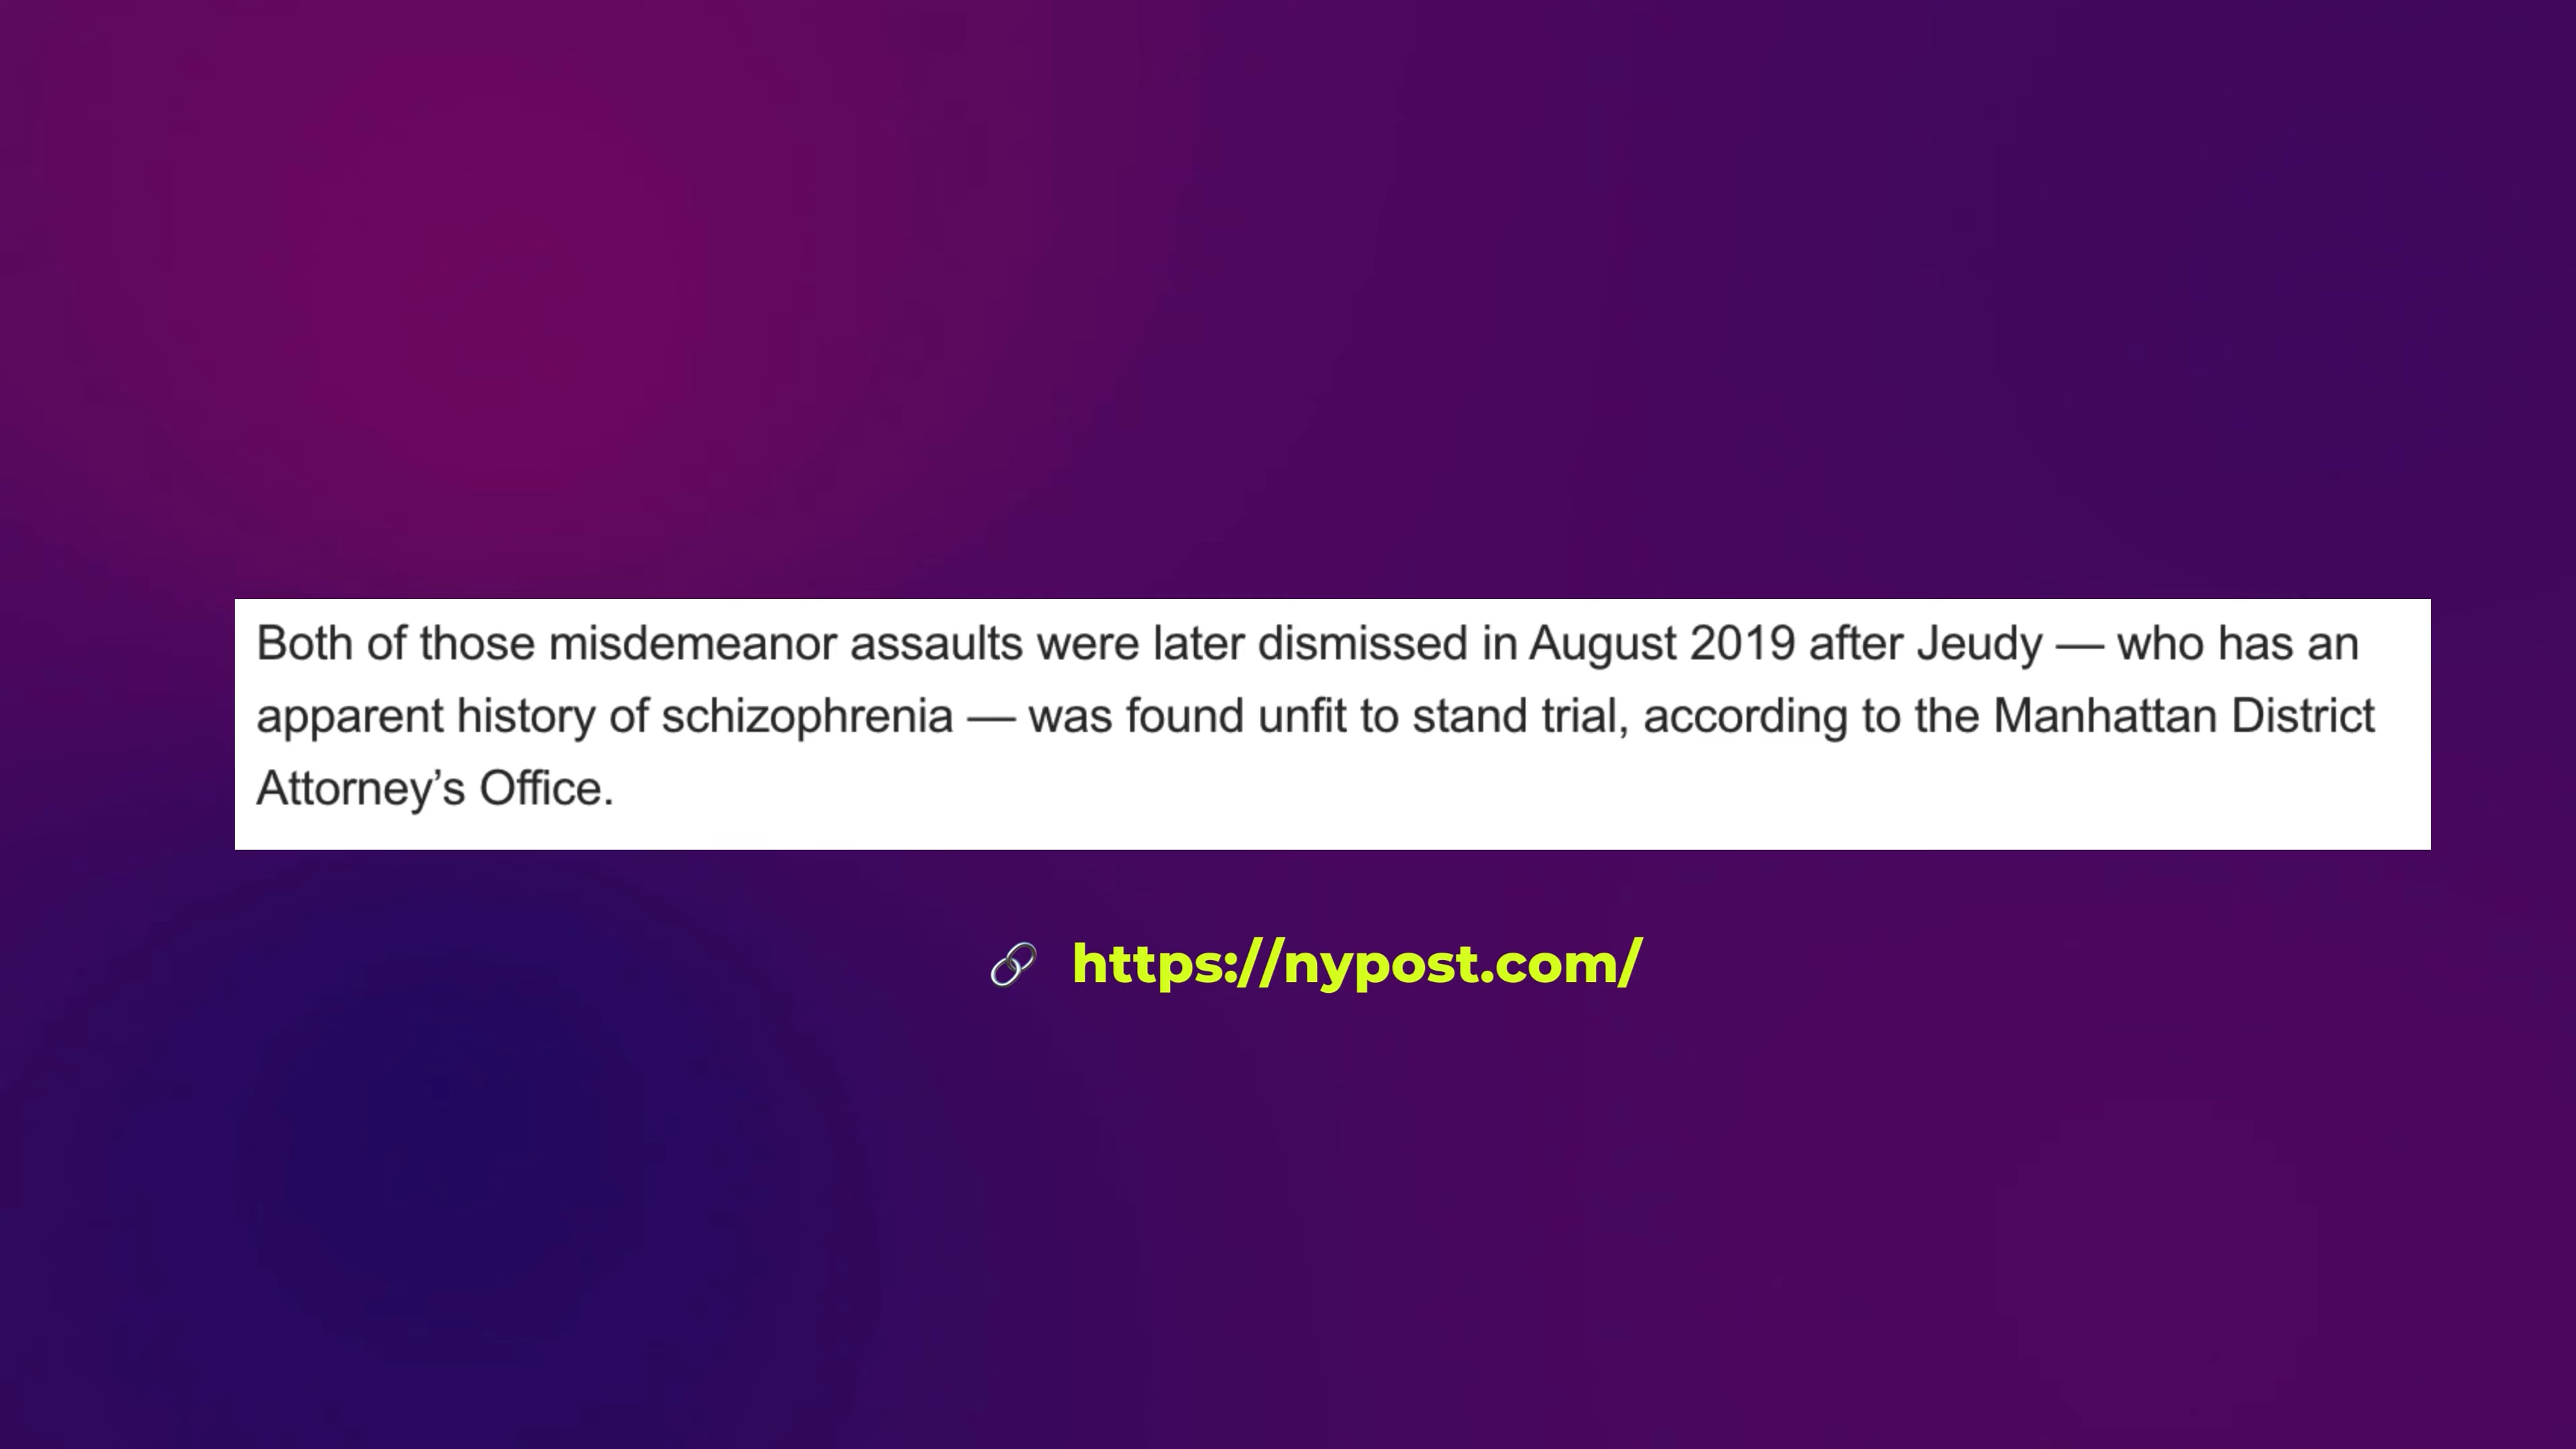 Both of those misdemeanor assaults were later dismissed in August 2019 after Jeudy — who has an
apparent history of schizophrenia — was found unfit to stand trial, according to the Manhattan District
Attorney’s Office.
https://nypost.com/